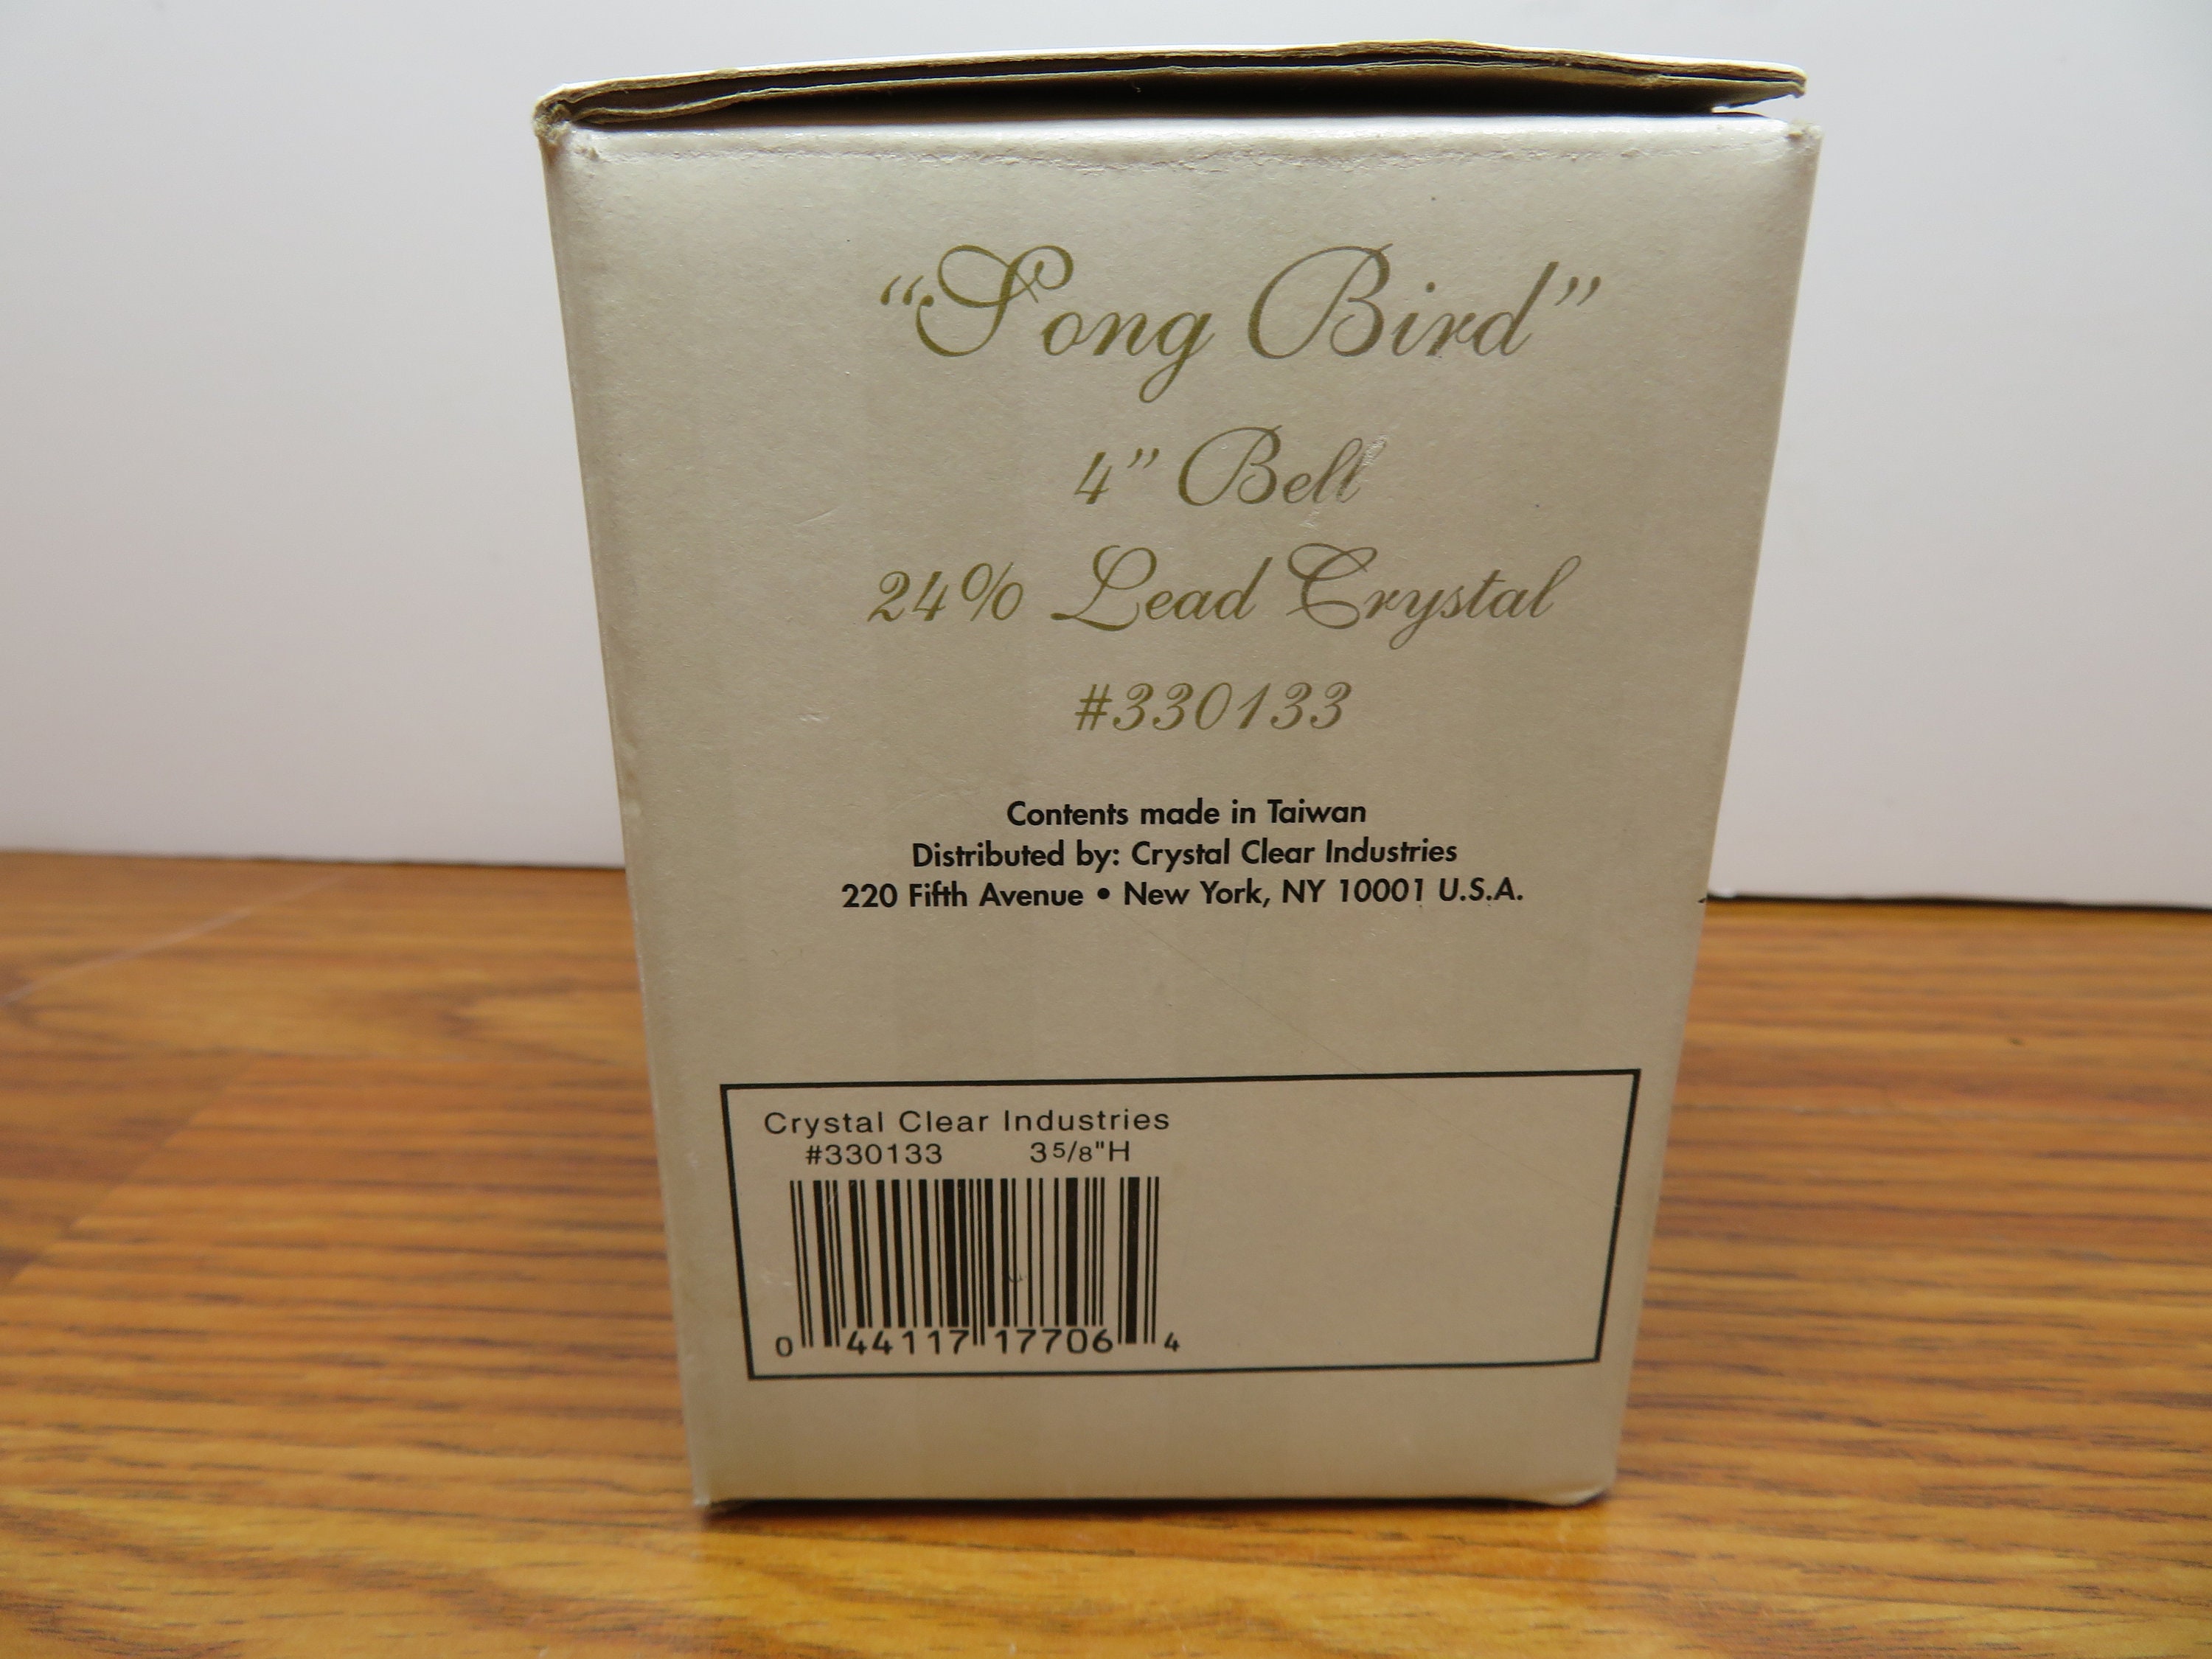 “Song Bird”
4” Bell
24% Lead Crystal
#330133
Contents made in Taiwan
Distributed by: Crystal Clear Industries
220 Fifth Avenue • New York, NY 10001 U.S.A.
Crystal Clear Industries
#330133 3 5/8"H
0 44117 17706 4